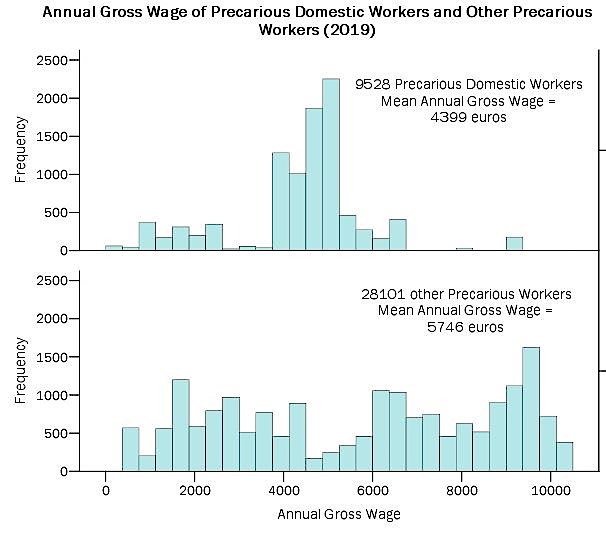 Annual Gross Wage of Precarious Domestic Workers and Other Precarious
Workers (2019)
2500
2000
1500
1000
500
0
Frequency
9528 Precarious Domestic Workers
Mean Annual Gross Wage =
4399 euros
2500
2000
1500
1000
500
0
Frequency
28101 other Precarious Workers
Mean Annual Gross Wage =
5746 euros
0 2000 4000 6000 8000 10000
Annual Gross Wage